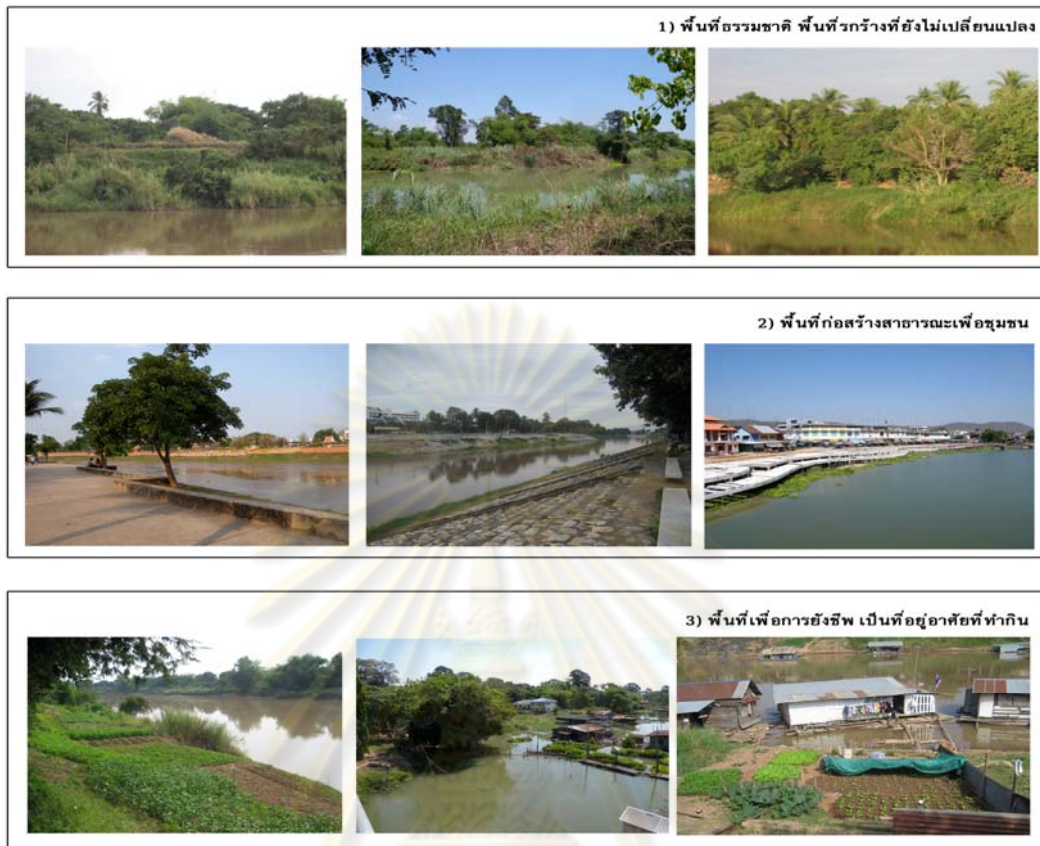 1) พื้นที่ธรรมชาติ พื้นที่รกร้างที่ยังไม่เปลี่ยนแปลง
2) พื้นที่ก่อสร้างสาธารณะเพื่อชุมชน
3) พื้นที่เพื่อการยังชีพ เป็นที่อยู่อาศัยที่ทำกิน